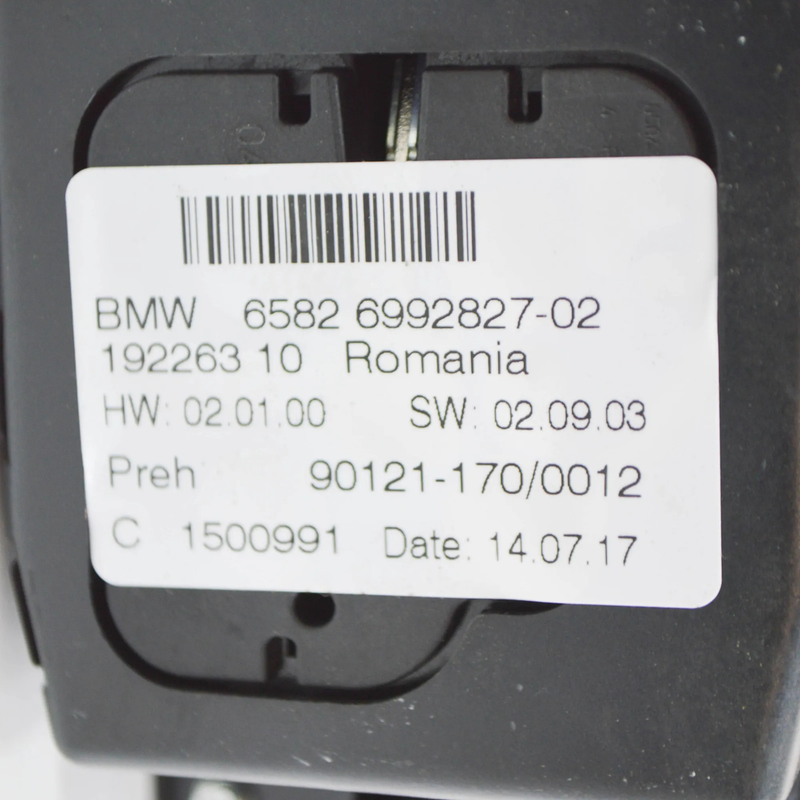 BMW 6582 6992827-02
192263 10 Romania
HW: 02.01.00 SW: 02.09.03
Preh 90121-170/0012
C 1500991 Date: 14.07.17